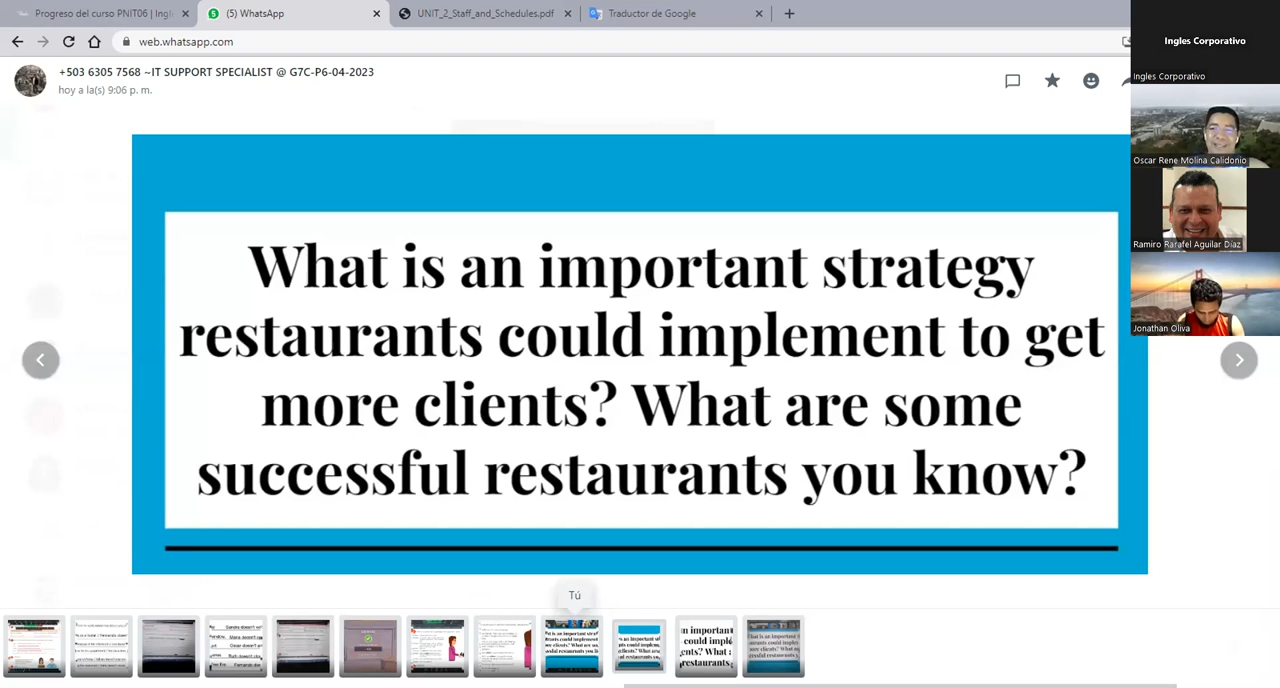 Progreso del curso PNIT06 | Ingl
(5) WhatsApp
UNIT_2_Staff_and_Schedules.pdf
Traductor de Google
web.whatsapp.com
+503 6305 7568 ~IT SUPPORT SPECIALIST @ G7C-P6-04-2023
hoy a la(s) 9:06 p. m.
Ingles Corporativo
Ingles Corporativo
Oscar Rene Molina Calidonio
Ramiro Rarafel Aguilar Díaz
Jonathan Oliva
What is an important strategy
restaurants could implement to get
more clients? What are some
successful restaurants you know?
Tú